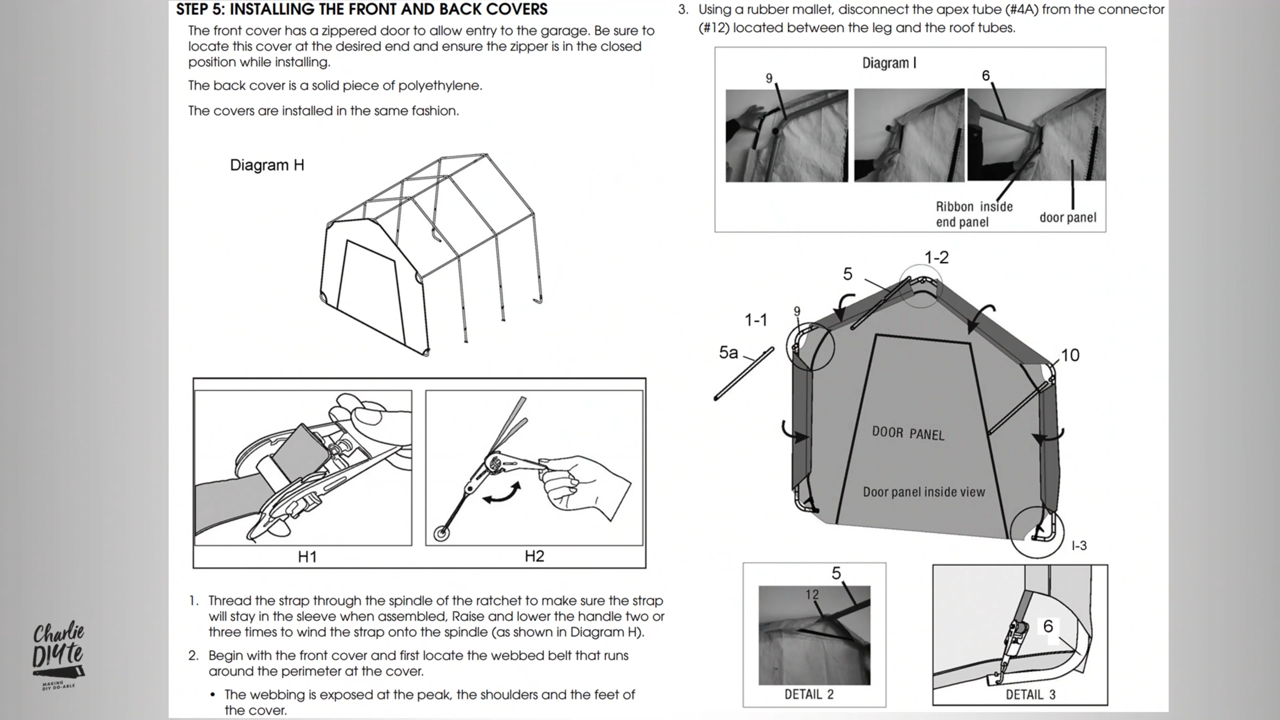 STEP 5: INSTALLING THE FRONT AND BACK COVERS
The front cover has a zippered door to allow entry to the garage. Be sure to
locate this cover at the desired end and ensure the zipper is in the closed
position while installing.
The back cover is a solid piece of polyethylene.
The covers are installed in the same fashion.
Diagram H
H1
H2
1. Thread the strap through the spindle of the ratchet to make sure the strap
will stay in the sleeve when assembled, Raise and lower the handle two or
three times to wind the strap onto the spindle (as shown in Diagram H).
2. Begin with the front cover and first locate the webbed belt that runs
around the perimeter at the cover.
• The webbing is exposed at the peak, the shoulders and the feet of
the cover.
3. Using a rubber mallet, disconnect the apex tube (#4A) from the connector
(#12) located between the leg and the roof tubes.
Diagram I
9
6
Ribbon inside
end panel
door panel
1-2
5
1-1
9
5a
10
DOOR PANEL
Door panel inside view
I-3
5
12
DETAIL 2
6
DETAIL 3
Charlie
DIYte
MAKING
DIY DO-ABLE